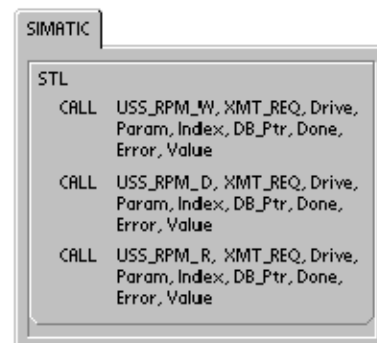 SIMATIC
STL
CALL USS_RPM_W, XMT_REQ, Drive,
Param, Index, DB_Ptr, Done,
Error, Value
CALL USS_RPM_D, XMT_REQ, Drive,
Param, Index, DB_Ptr, Done,
Error, Value
CALL USS_RPM_R, XMT_REQ, Drive,
Param, Index, DB_Ptr, Done,
Error, Value